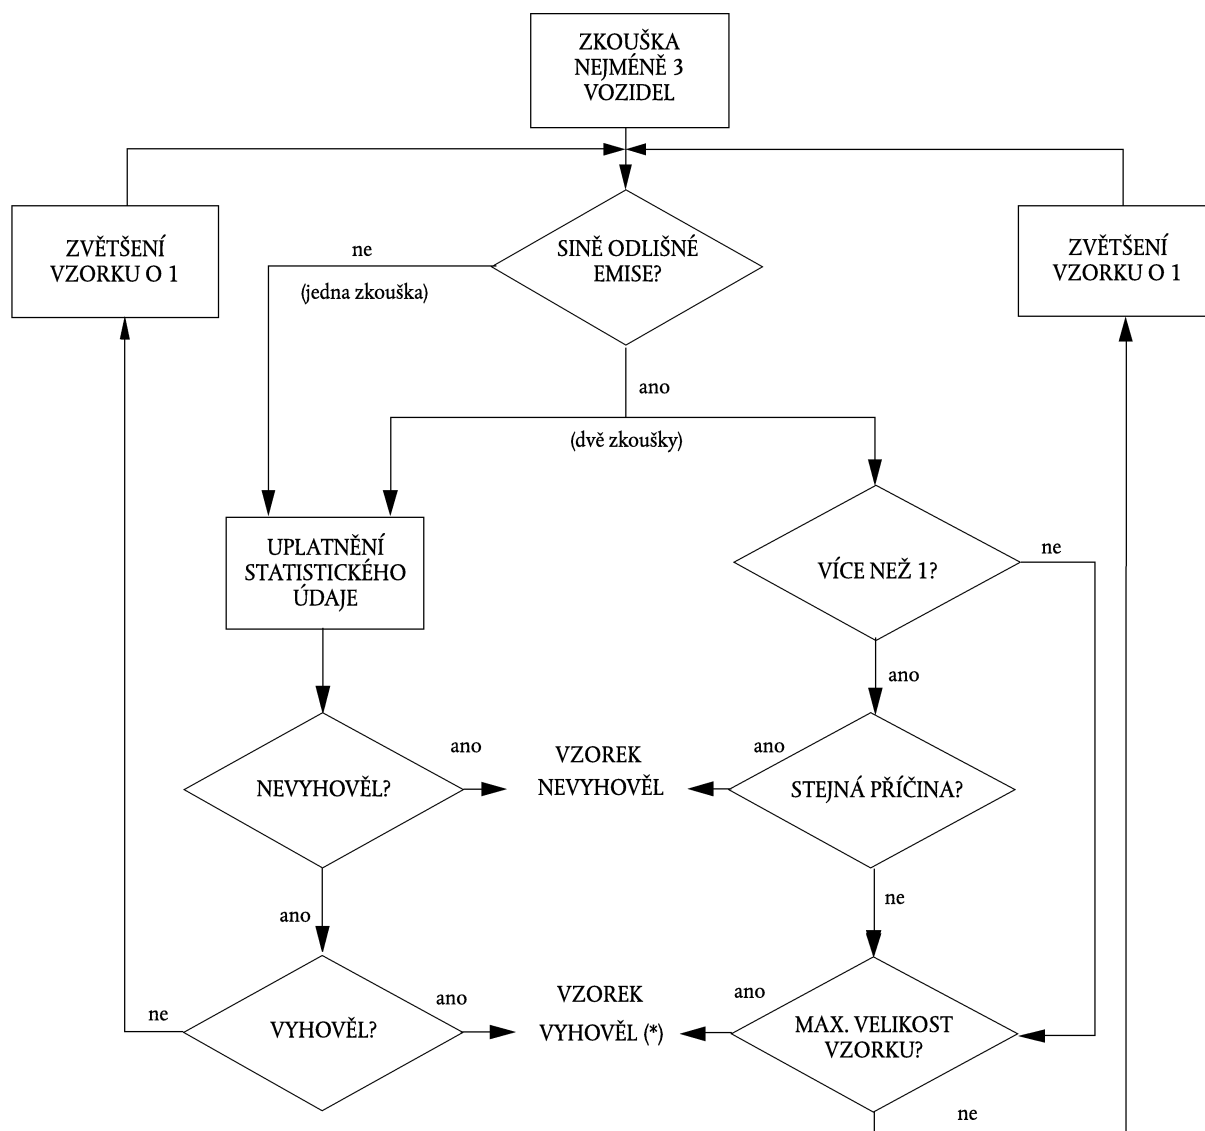 ZKOUŠKA
NEJMÉNĚ 3
VOZIDEL
ZVĚTŠENÍ
VZORKU O 1
ne
(jedna zkouška)
SINĚ ODLIŠNÉ
EMISE?
ZVĚTŠENÍ
VZORKU O 1
ano
(dvě zkoušky)
UPLATNĚNÍ
STATISTICKÉHO
ÚDAJE
VÍCE NEŽ 1?
ne
ano
NEVYHOVĚL?
ano
VZOREK
NEVYHOVĚL
ano
STEJNÁ PŘÍČINA?
ano
ne
ne
VYHOVĚL?
ano
VZOREK
VYHOVĚL (*)
ano
MAX. VELIKOST
VZORKU?
ne